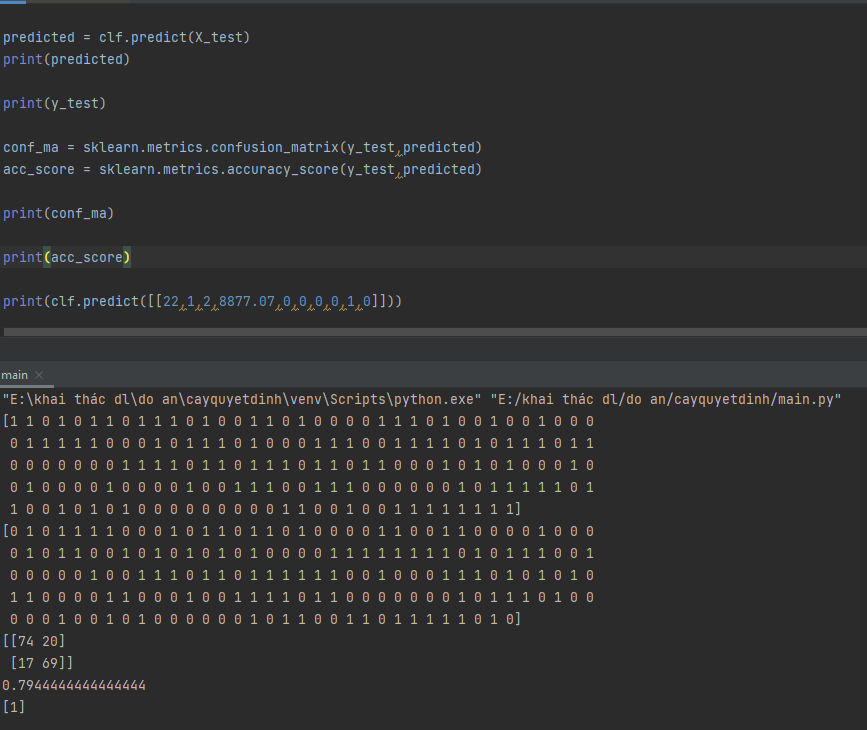 predicted = clf.predict(X_test)
print(predicted)
print(y_test)
conf_ma = sklearn.metrics.confusion_matrix(y_test,predicted)
acc_score = sklearn.metrics.accuracy_score(y_test,predicted)
print(conf_ma)
print(acc_score)
print(clf.predict([[22,1,2,8877.07,0,0,0,0,1,0]]))
main
"E:\khai thác dl\do an\cayquyetdinh\venv\Scripts\python.exe" "E:/khai thác dl/do an/cayquyetdinh/main.py"
[1 1 0 1 0 1 1 0 1 1 1 0 1 0 0 1 1 0 1 0 0 0 0 1 1 1 0 1 0 0 1 0 0 1 0 0 0
0 1 1 1 1 1 0 0 0 1 0 1 1 1 0 1 0 0 0 1 1 1 0 0 1 1 1 0 1 0 1 1 1 0 1 1
0 0 0 0 0 0 0 1 1 1 1 0 1 1 0 1 1 1 0 1 1 0 1 1 0 0 0 1 0 1 0 0 0 1 0
0 1 0 0 0 0 1 0 0 0 0 1 0 0 1 1 1 0 0 1 1 1 0 0 0 0 0 0 1 0 1 1 1 1 1 0 1
1 0 0 1 0 1 0 1 0 0 0 0 0 0 0 0 0 1 1 0 0 1 0 0 1 1 1 1 1 1 1 1]
[0 1 0 1 1 1 1 0 0 0 1 0 1 1 0 1 1 0 1 0 0 0 0 1 1 0 0 1 1 0 0 0 0 1 0 0 0
0 1 0 1 1 0 0 1 0 1 0 1 0 1 0 1 0 0 0 0 1 1 1 1 1 1 1 1 0 1 0 1 1 1 0 0 1
0 0 0 0 0 1 0 0 1 1 1 0 1 1 0 1 1 1 1 1 1 0 0 1 0 0 0 1 1 1 0 1 0 1 0 1 0
1 1 0 0 0 0 1 1 0 0 0 1 0 0 1 1 1 1 0 1 1 0 0 0 0 0 0 0 1 0 1 1 1 0 1 0 0
0 0 0 1 0 0 1 0 1 0 0 0 0 0 0 1 0 1 1 0 0 1 1 0 1 1 1 1 1 0 1 0]
[[74 20]
[17 69]]
0.7944444444444444
[1]